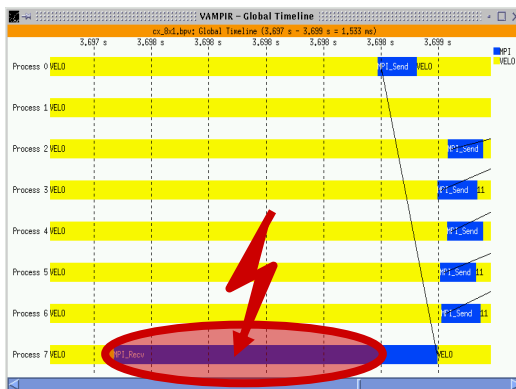 VAMPIR - Global Timeline
cx_8x1.bpv: Global Timeline (3,697 s - 3,699 s = 1.533 ms)
3,697 s 3,698 s 3,698 s 3,698 s 3,698 s 3,698 s 3,699 s
MPI
VELO
Process 0 VELO MPI_Send VELO
Process 1 VELO
Process 2 VELO MPI_Send
Process 3 VELO MPI_Send 11
Process 4 VELO MPI_Send
Process 5 VELO MPI_Send 11
Process 6 VELO MPI_Send 11
Process 7 VELO MPI_Recv VELO